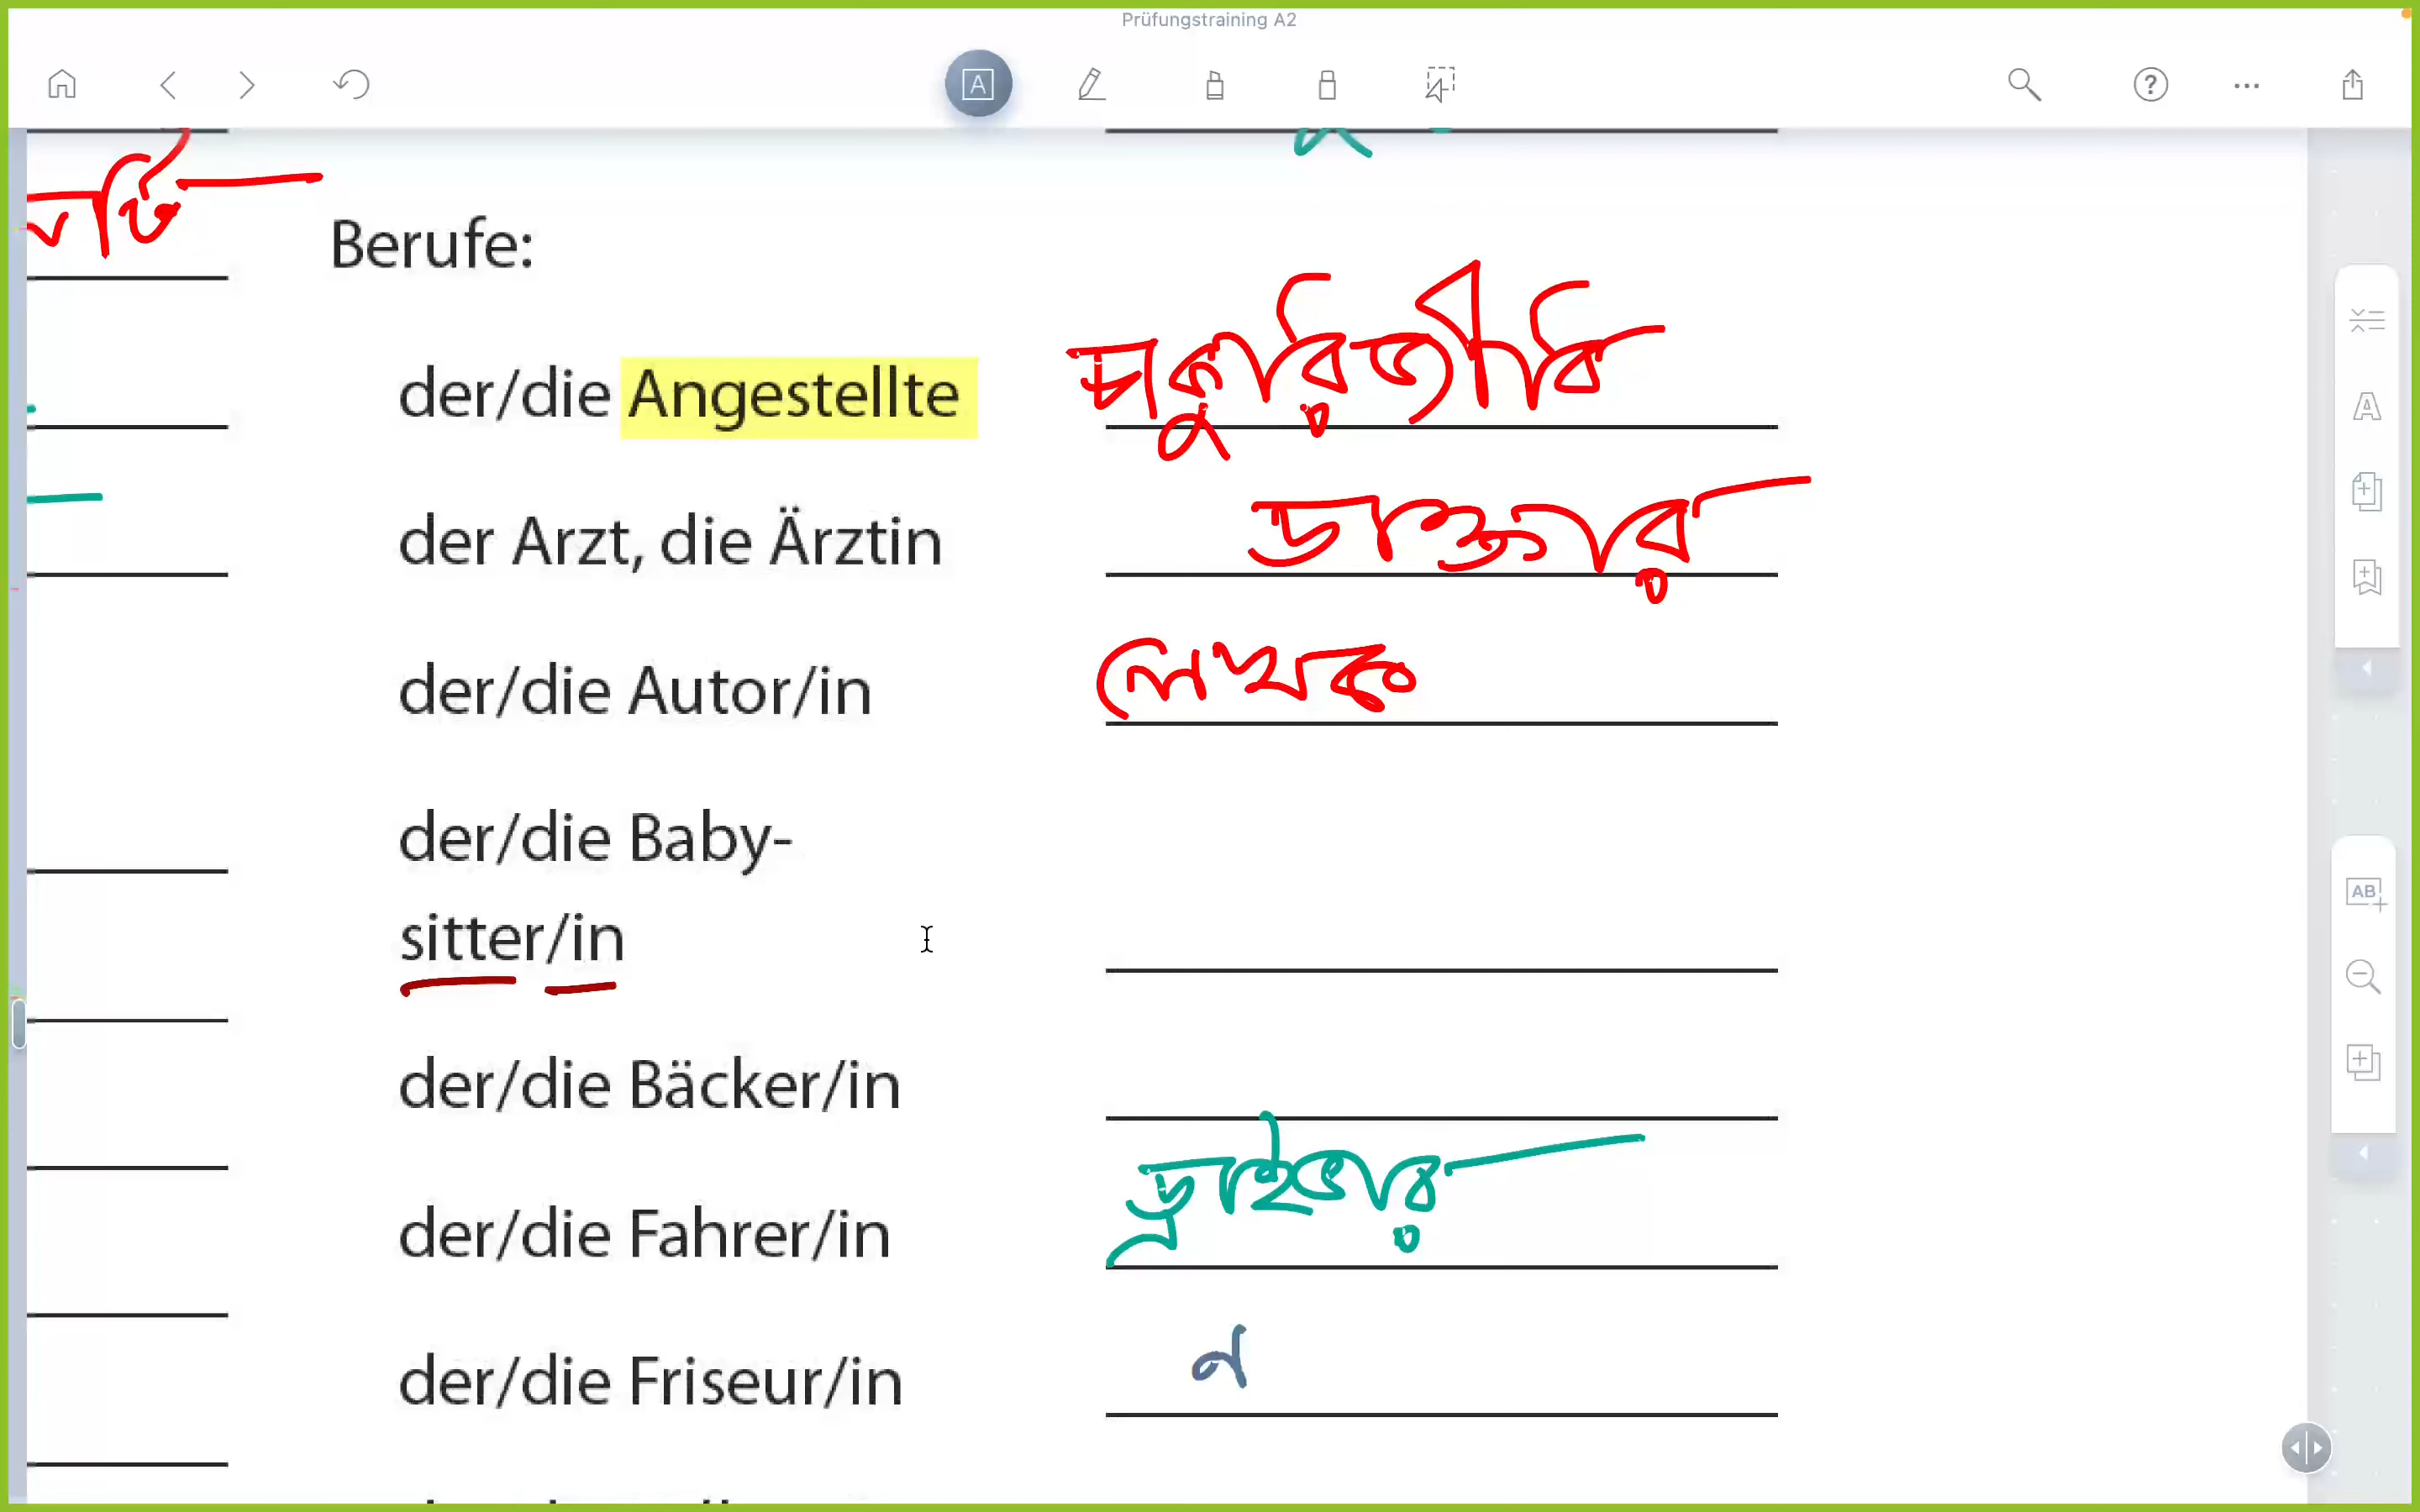 Prüfungstraining A2
Berufe:
der/die Angestellte
der Arzt, die Ärztin ডাক্তার
der/die Autor/in লেখক
der/die Baby-
sitter/in
der/die Bäcker/in
der/die Fahrer/in ড্রাইভার
der/die Friseur/in